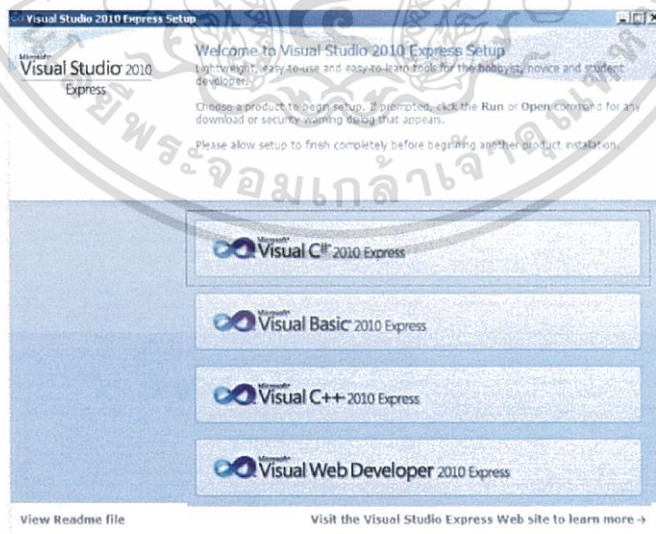 Visual Studio 2010 Express Setup
Microsoft
Visual Studio 2010
Express
Welcome to Visual Studio 2010 Express Setup
Lightweight, easy-to-use and easy-to-learn tools for the hobbyist, novice and student
developer.
Choose a product to begin setup. If prompted, click the Run or Open command for any
download or security warning dialog that appears.
Please allow setup to finish completely before beginning another product installation.
Microsoft
Visual C# 2010 Express
Microsoft
Visual Basic 2010 Express
Microsoft
Visual C++ 2010 Express
Microsoft
Visual Web Developer 2010 Express
View Readme file
Visit the Visual Studio Express Web site to learn more →